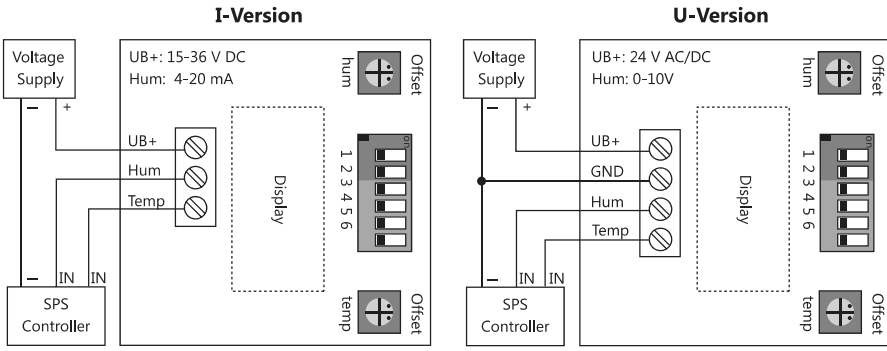 I-Version
Voltage
Supply
–
+
UB+: 15-36 V DC
Hum: 4-20 mA
Offset
hum
UB+
Hum
Temp
Display
on
1 2 3 4 5 6
–
IN
IN
SPS
Controller
Offset
temp
U-Version
Voltage
Supply
–
+
UB+: 24 V AC/DC
Hum: 0-10V
Offset
hum
UB+
GND
Hum
Temp
Display
on
1 2 3 4 5 6
–
IN
IN
SPS
Controller
Offset
temp